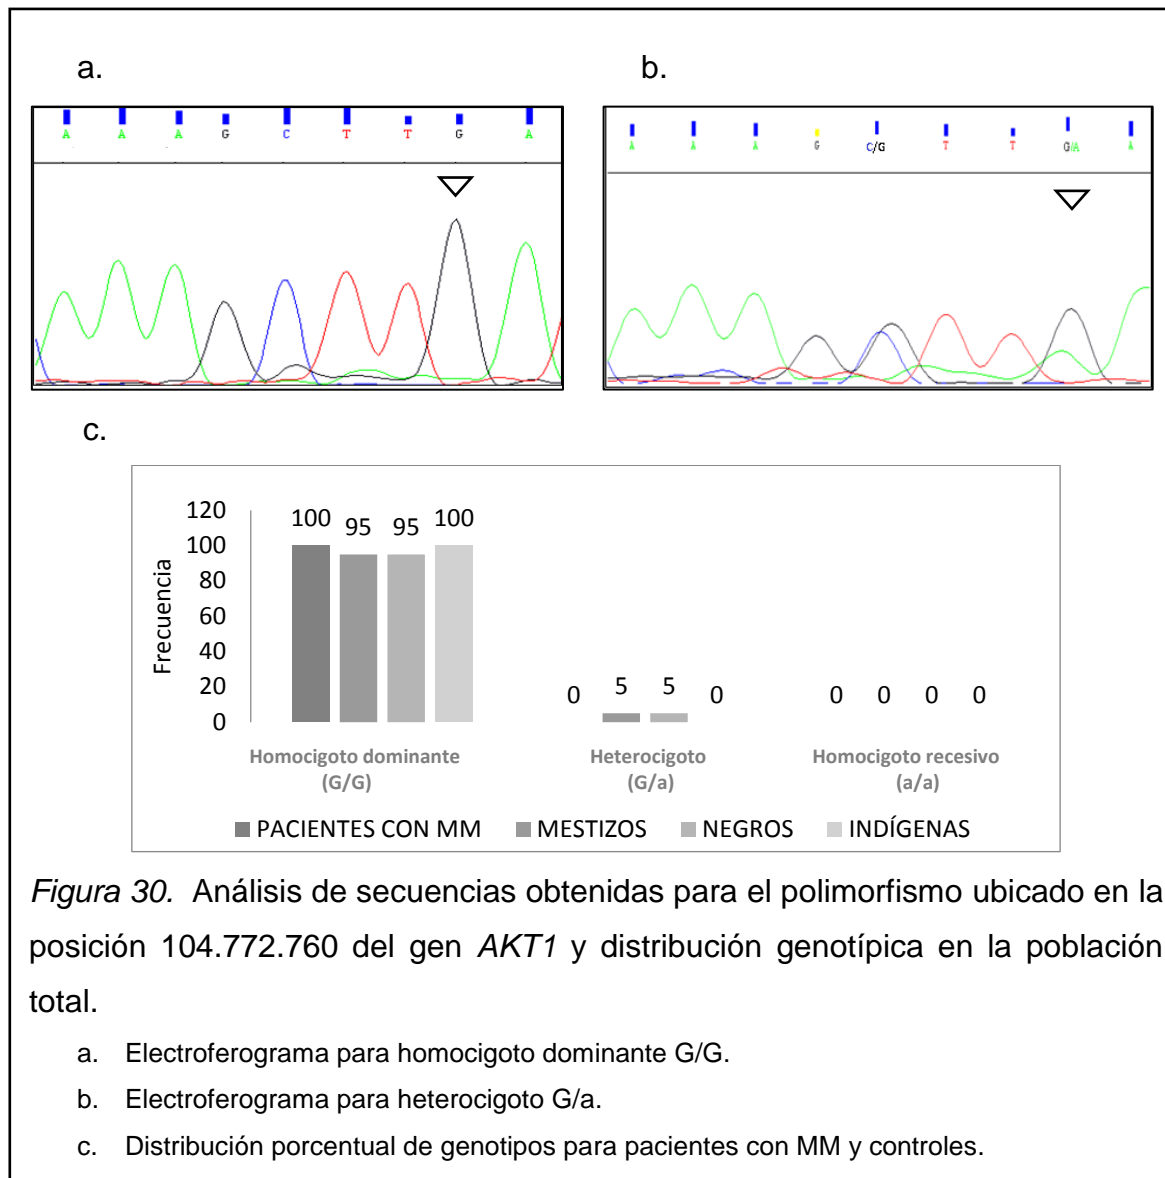 a.
b.
A A A G C T T G A
A A A G C/G T T G/A A
c.
Frecuencia
120
100
80
60
40
20
0
100 95 95 100
0 5 5 0
0 0 0 0
Homocigoto dominante
(G/G)
Heterocigoto
(G/a)
Homocigoto recesivo
(a/a)
PACIENTES CON MM MESTIZOS NEGROS INDÍGENAS
Figura 30. Análisis de secuencias obtenidas para el polimorfismo ubicado en la
posición 104.772.760 del gen AKT1 y distribución genotípica en la población
total.
a. Electroferograma para homocigoto dominante G/G.
b. Electroferograma para heterocigoto G/a.
c. Distribución porcentual de genotipos para pacientes con MM y controles.